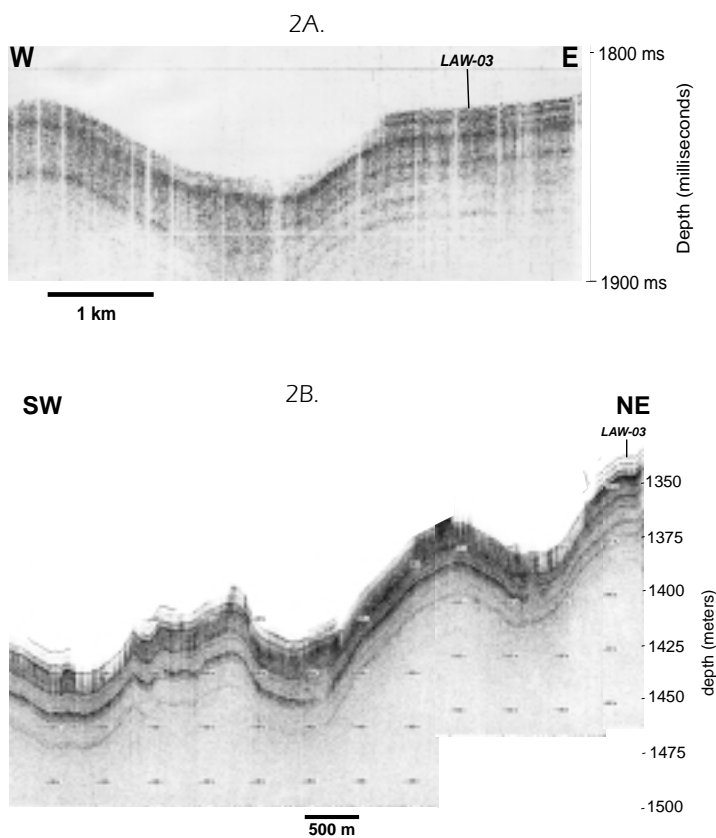 2A.
W
LAW-03
E
1800 ms
Depth (milliseconds)
1900 ms
1 km
2B.
SW
NE
LAW-03
1350
1375
1400
1425
1450
1475
1500
depth (meters)
500 m